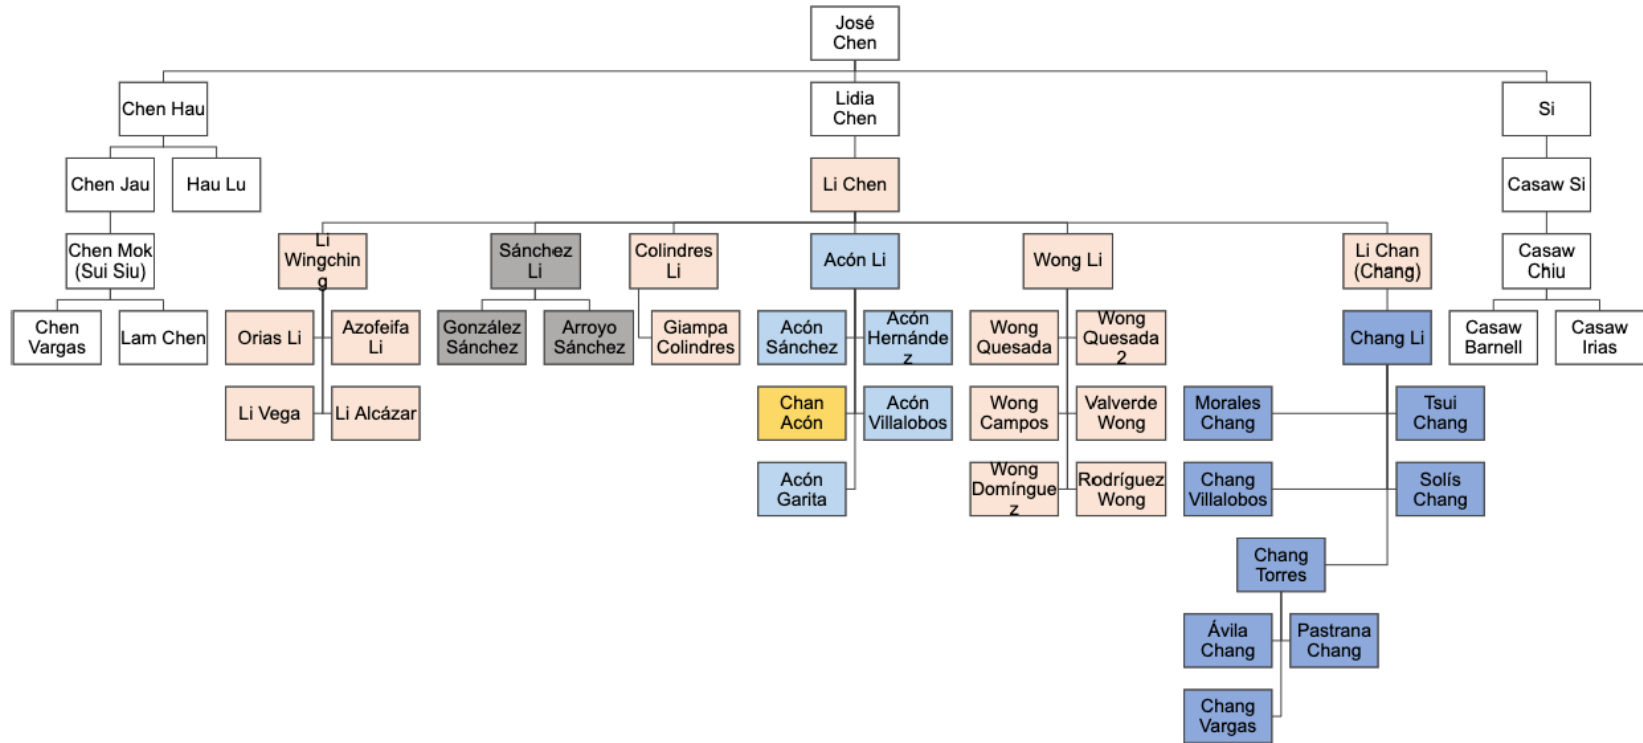 José
Chen
Chen Hau
Lidia
Chen
Si
Chen Jau
Hau Lu
Li Chen
Casaw Si
Chen Mok
(Sui Siu)
Li
Wingchin
g
Sánchez
Li
Colindres
Li
Acón Li
Wong Li
Li Chan
(Chang)
Casaw
Chiu
Chen
Vargas
Lam Chen
Orias Li
Azofeifa
Li
González
Sánchez
Arroyo
Sánchez
Giampa
Colindres
Acón
Sánchez
Acón
Hernánde
z
Wong
Quesada
Wong
Quesada
2
Chang Li
Casaw
Barnell
Casaw
Irias
Li Vega
Li Alcázar
Chan
Acón
Acón
Villalobos
Wong
Campos
Valverde
Wong
Morales
Chang
Tsui
Chang
Acón
Garita
Wong
Domíngue
z
Rodríguez
Wong
Chang
Villalobos
Solís
Chang
Chang
Torres
Ávila
Chang
Pastrana
Chang
Chang
Vargas